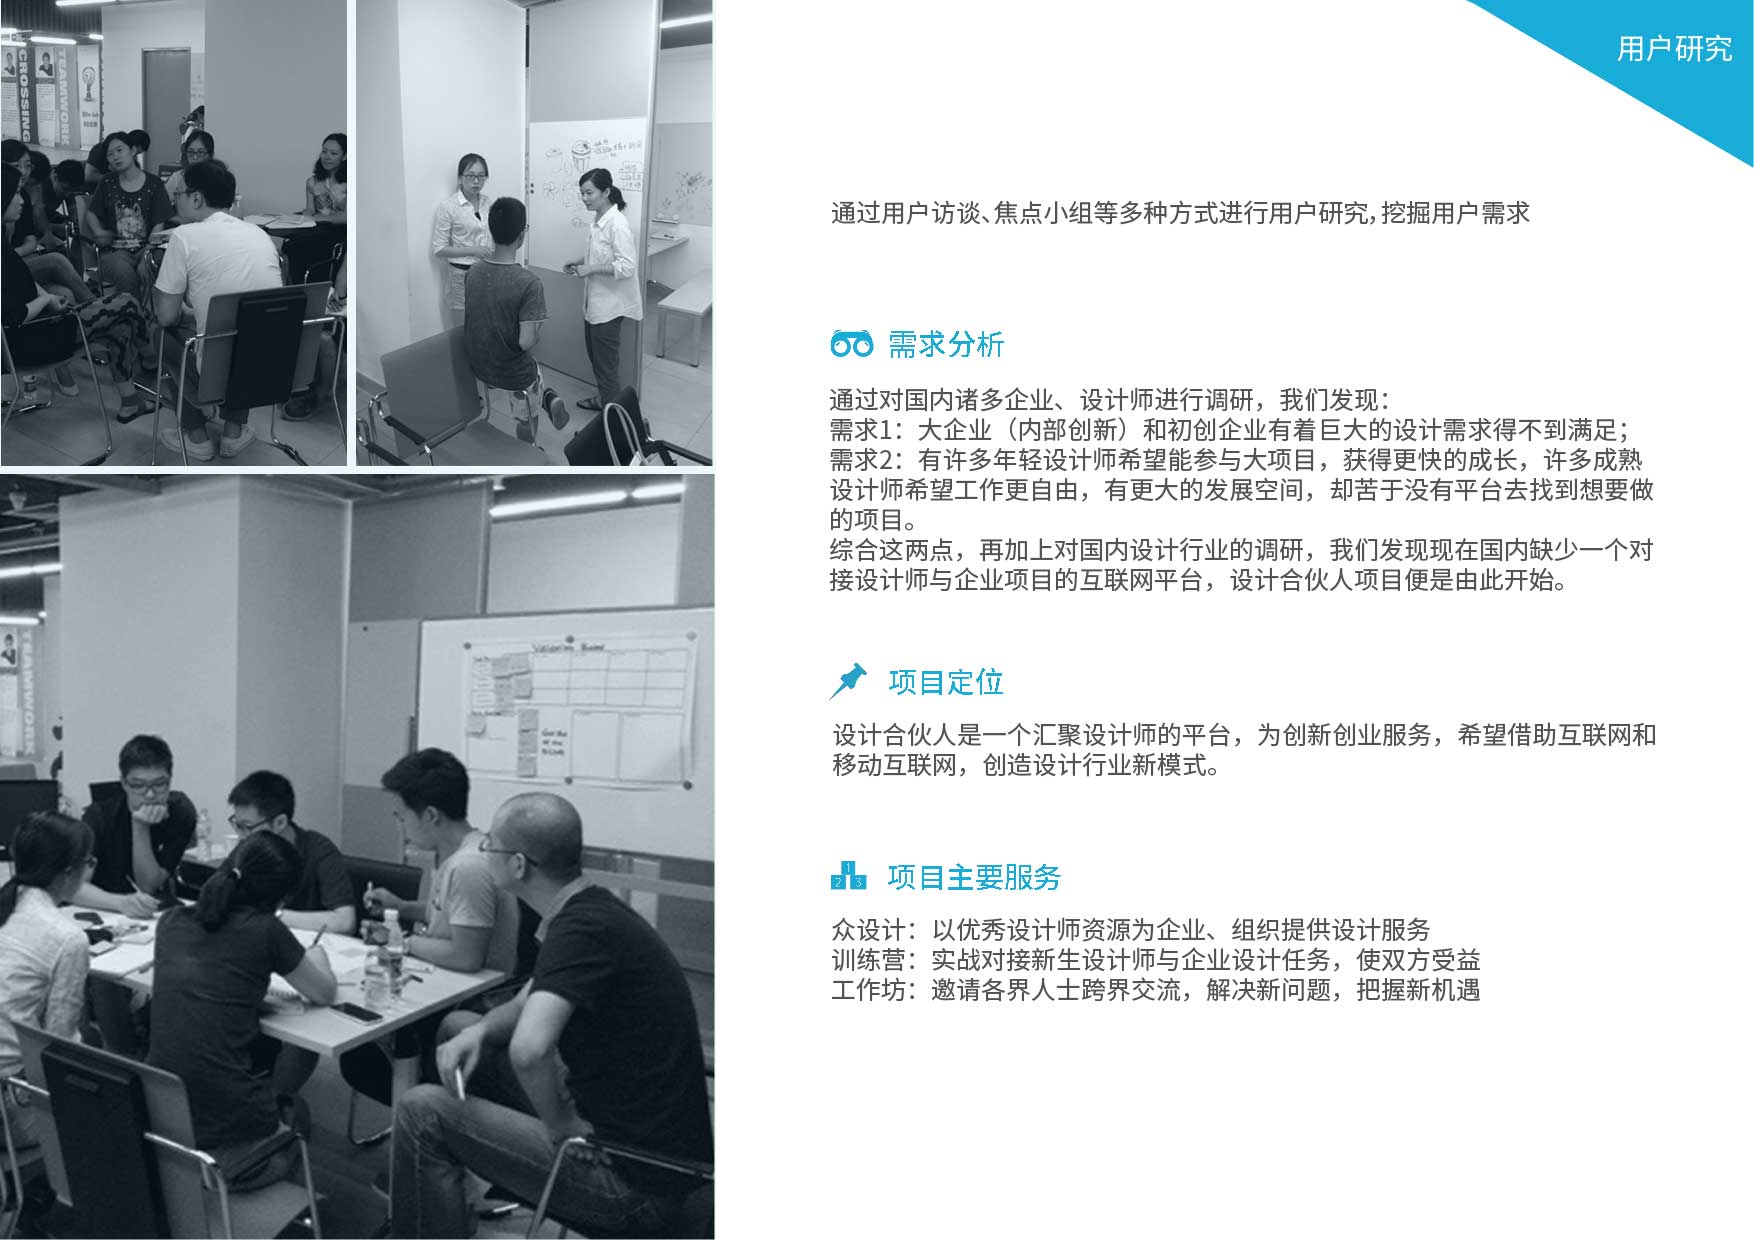 CROSSING
TEAMWORK
TEAMWORK
用户研究
通过用户访谈、焦点小组等多种方式进行用户研究,挖掘用户需求
需求分析
通过对国内诸多企业、设计师进行调研，我们发现：
需求1：大企业（内部创新）和初创企业有着巨大的设计需求得不到满足；
需求2：有许多年轻设计师希望能参与大项目，获得更快的成长，许多成熟
设计师希望工作更自由，有更大的发展空间，却苦于没有平台去找到想要做
的项目。
综合这两点，再加上对国内设计行业的调研，我们发现现在国内缺少一个对
接设计师与企业项目的互联网平台，设计合伙人项目便是由此开始。
项目定位
设计合伙人是一个汇聚设计师的平台，为创新创业服务，希望借助互联网和
移动互联网，创造设计行业新模式。
1
2 3
项目主要服务
众设计：以优秀设计师资源为企业、组织提供设计服务
训练营：实战对接新生设计师与企业设计任务，使双方受益
工作坊：邀请各界人士跨界交流，解决新问题，把握新机遇